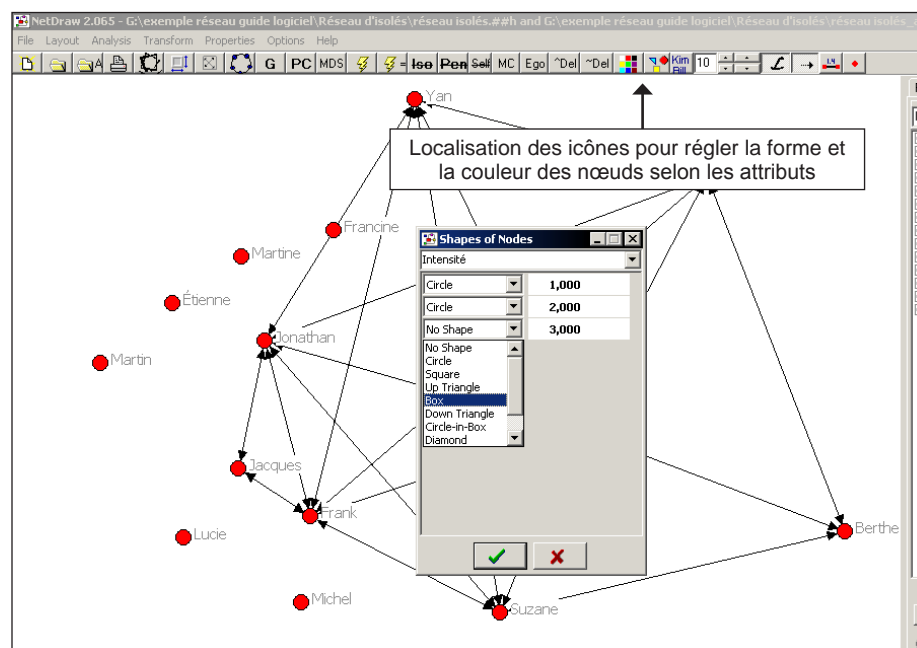 NetDraw 2.065 - G:\exemple réseau guide logiciel\Réseau d'isolés\réseau isolés.##h and G:\exemple réseau guide logiciel\Réseau d'isolés\réseau isolés_
File Layout Analysis Transform Properties Options Help
A G PC MDS = Iso Pen Self MC Ego ^Del ~Del Kim Bill 10 L
Yan
Localisation des icônes pour régler la forme et
la couleur des nœuds selon les attributs
Francine
Martine
Étienne
Jonathan
Martin
Jacques
Frank
Lucie
Michel
Suzane
Berthe
Shapes of Nodes
Intensité
Circle 1,000
Circle 2,000
No Shape 3,000
No Shape
Circle
Square
Up Triangle
Box
Down Triangle
Circle-in-Box
Diamond